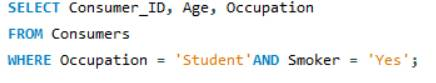 SELECT Consumer_ID, Age, Occupation
FROM Consumers
WHERE Occupation = 'Student'AND Smoker = 'Yes';